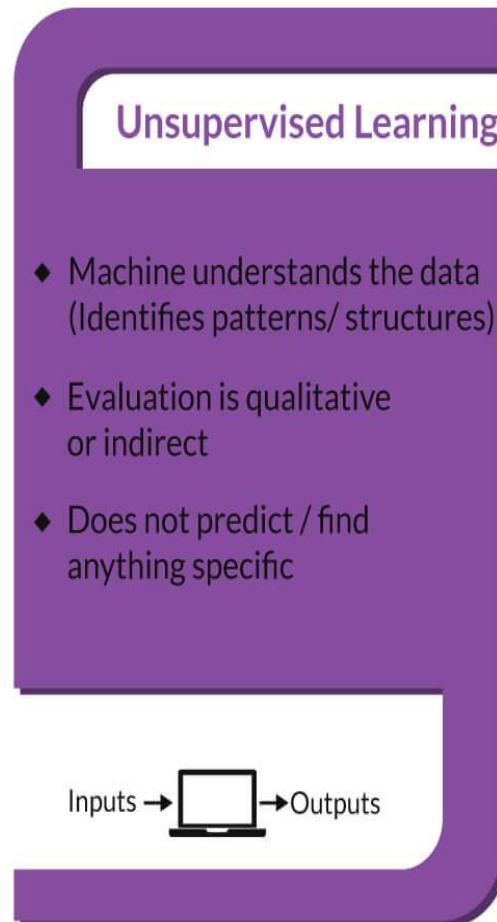 Unsupervised Learning
◆ Machine understands the data
(Identifies patterns/ structures)
◆ Evaluation is qualitative
or indirect
◆ Does not predict / find
anything specific
Inputs → → Outputs